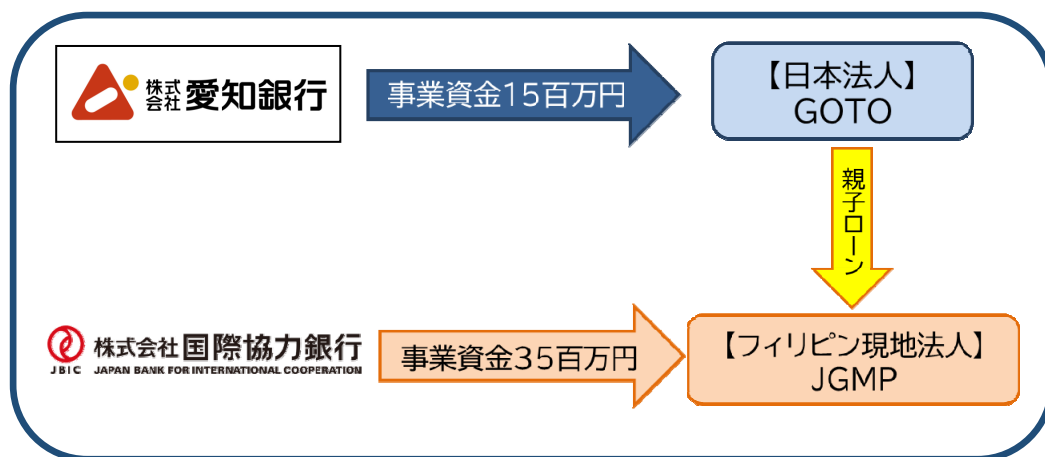 株式会社 愛知銀行
事業資金15百万円
【日本法人】
GOTO
親子ローン
JBIC
株式会社国際協力銀行
JAPAN BANK FOR INTERNATIONAL COOPERATION
事業資金35百万円
【フィリピン現地法人】
JGMP